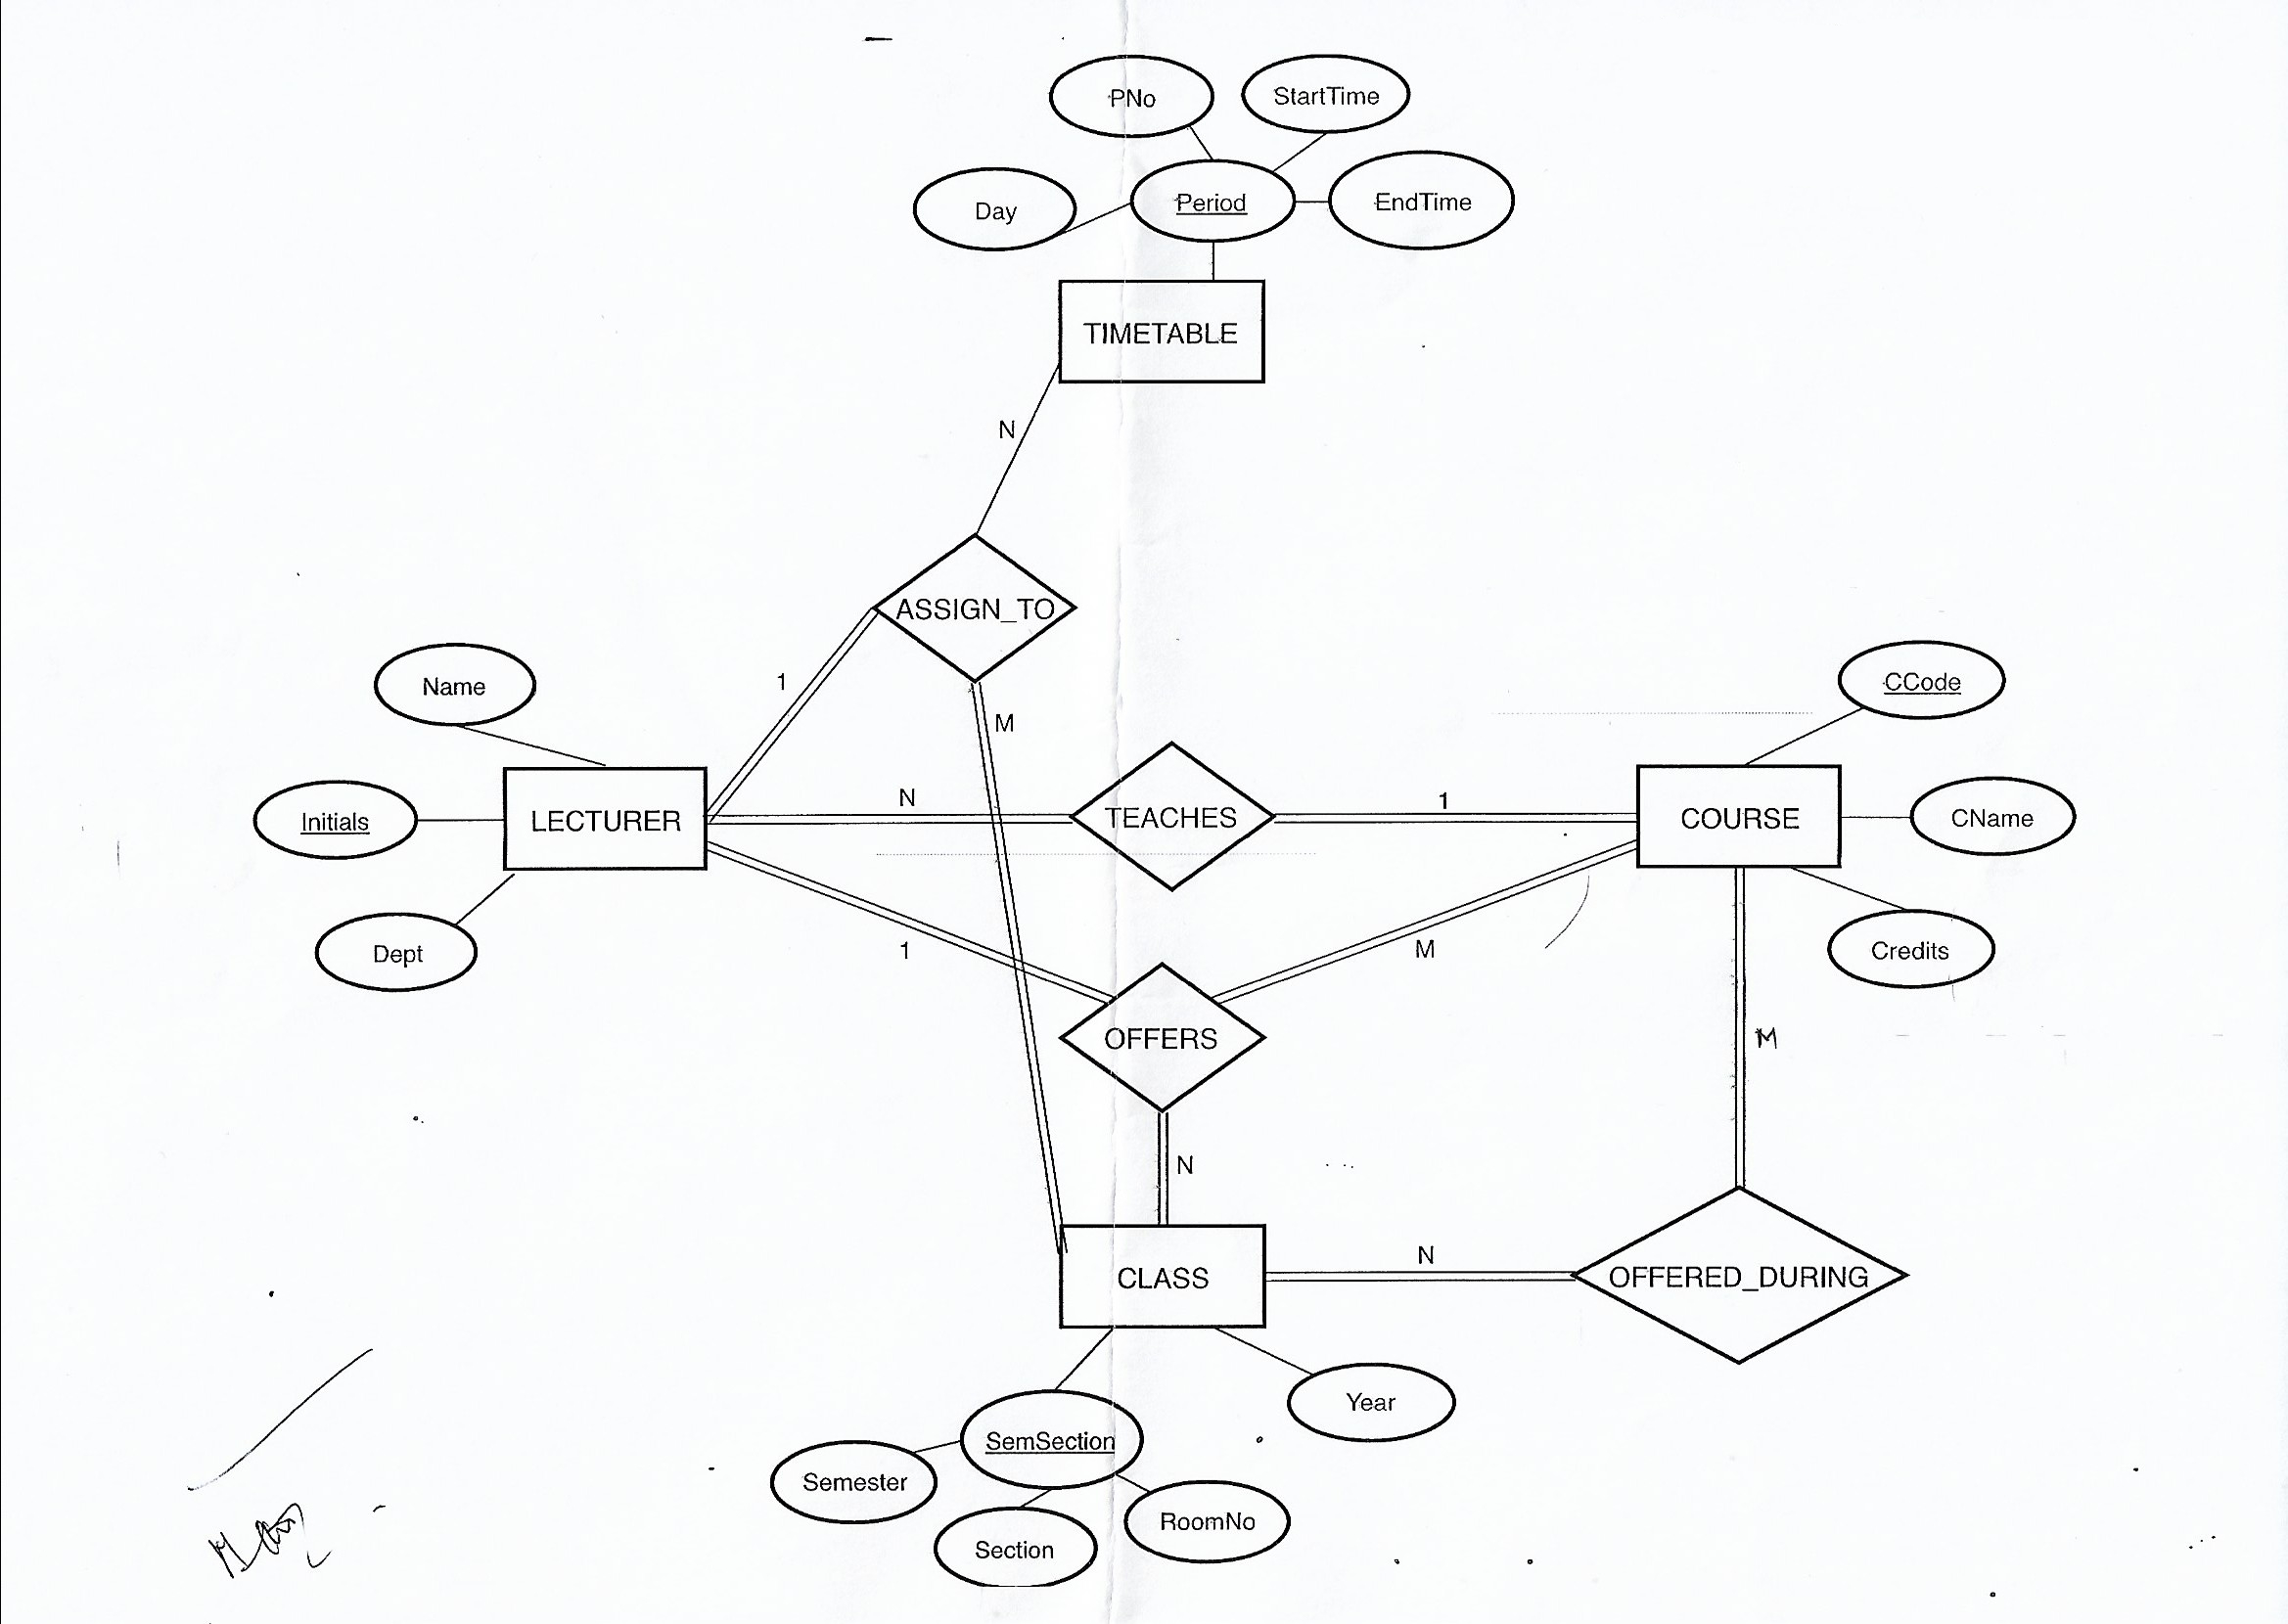 PNo
StartTime
Day
Period
EndTime
TIMETABLE
N
ASSIGN_TO
1
M
Name
Initials
LECTURER
Dept
N
TEACHES
1
CCode
COURSE
CName
Credits
1
M
OFFERS
M
N
CLASS
N
OFFERED_DURING
Year
SemSection
Semester
Section
RoomNo